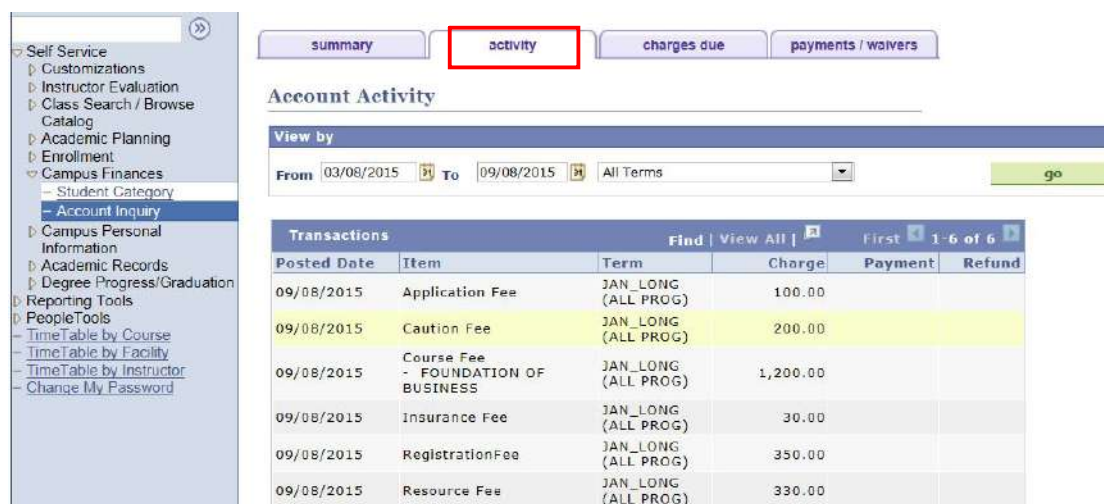 Self Service
Customizations
Instructor Evaluation
Class Search / Browse
Catalog
Academic Planning
Enrollment
Campus Finances
Student Category
Account Inquiry
Campus Personal
Information
Academic Records
Degree Progress/Graduation
Reporting Tools
PeopleTools
TimeTable by Course
TimeTable by Facility
TimeTable by Instructor
Change My Password
summary activity charges due payments / waivers
Account Activity
View by
From 03/08/2015 To 09/08/2015 All Terms go
Transactions Find | View All | First 1-6 of 6
Posted Date Item Term Charge Payment Refund
09/08/2015 Application Fee JAN_LONG (ALL PROG) 100.00
09/08/2015 Caution Fee JAN_LONG (ALL PROG) 200.00
09/08/2015 Course Fee - FOUNDATION OF BUSINESS JAN_LONG (ALL PROG) 1,200.00
09/08/2015 Insurance Fee JAN_LONG (ALL PROG) 30.00
09/08/2015 RegistrationFee JAN_LONG (ALL PROG) 350.00
09/08/2015 Resource Fee JAN_LONG (ALL PROG) 330.00